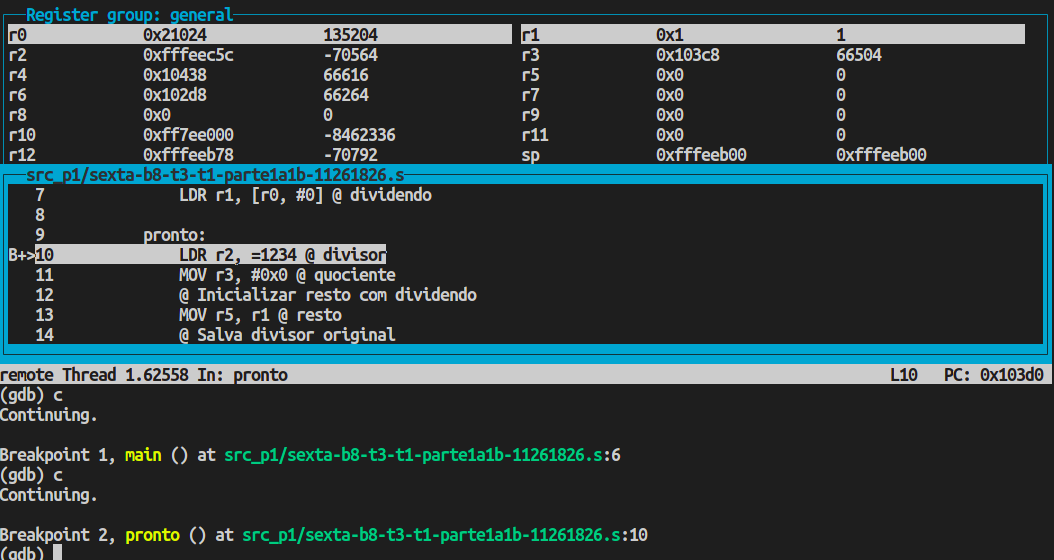 Register group: general
r0 0x21024 135204 r1 0x1 1
r2 0xfffeec5c -70564 r3 0x103c8 66504
r4 0x10438 66616 r5 0x0 0
r6 0x102d8 66264 r7 0x0 0
r8 0x0 0 r9 0x0 0
r10 0xff7ee000 -8462336 r11 0x0 0
r12 0xfffeeb78 -70792 sp 0xfffeeb00 0xfffeeb00
src_p1/sexta-b8-t3-t1-parte1a1b-11261826.s
7 LDR r1, [r0, #0] @ dividendo
8
9 pronto:
B+>10 LDR r2, =1234 @ divisor
11 MOV r3, #0x0 @ quociente
12 @ Inicializar resto com dividendo
13 MOV r5, r1 @ resto
14 @ Salva divisor original
remote Thread 1.62558 In: pronto L10 PC: 0x103d0
(gdb) c
Continuing.
Breakpoint 1, main () at src_p1/sexta-b8-t3-t1-parte1a1b-11261826.s:6
(gdb) c
Continuing.
Breakpoint 2, pronto () at src_p1/sexta-b8-t3-t1-parte1a1b-11261826.s:10
(gdb)